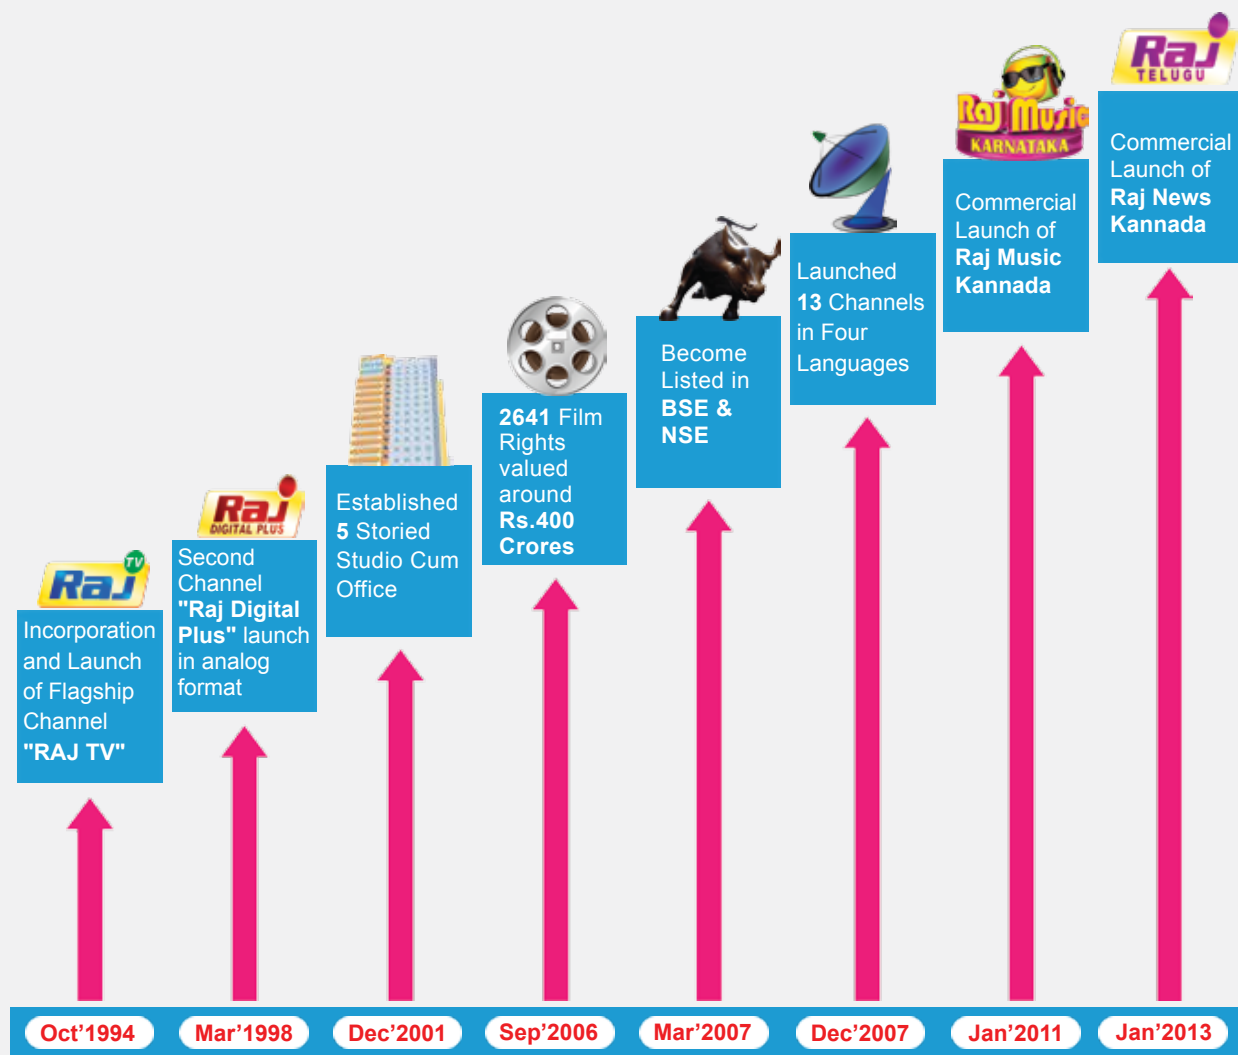 Raj
TV
Incorporation
and Launch
of Flagship
Channel
"RAJ TV"
Raj
DIGITAL PLUS
Second
Channel
"Raj Digital
Plus" launch
in analog
format
Established
5 Storied
Studio Cum
Office
2641 Film
Rights
valued
around
Rs.400
Crores
Become
Listed in
BSE &
NSE
Launched
13 Channels
in Four
Languages
Raj Music
KARNATAKA
Commercial
Launch of
Raj Music
Kannada
Raj
TELUGU
Commercial
Launch of
Raj News
Kannada
Oct’1994 Mar’1998 Dec’2001 Sep’2006 Mar’2007 Dec’2007 Jan’2011 Jan’2013